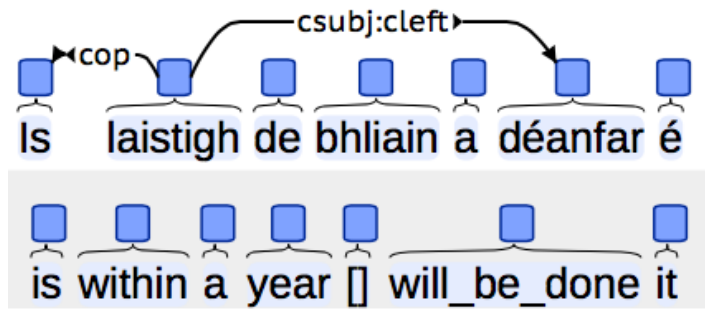 cop csubj:cleft
Is laistigh de bhliain a déanfar é
is within a year [] will_be_done it